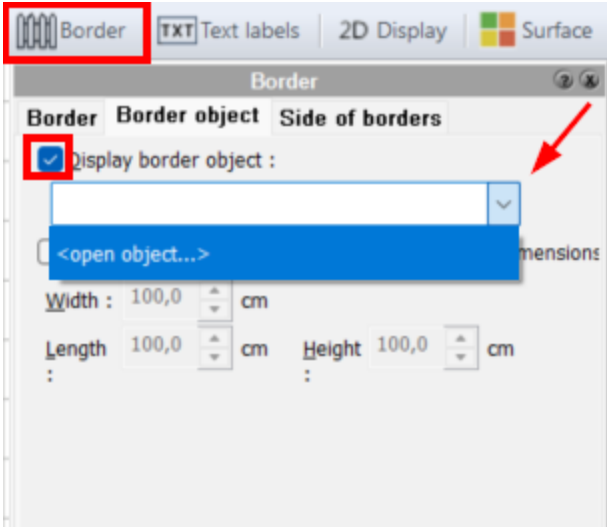 Border TXT Text labels 2D Display Surface
Border
Border Border object Side of borders
Display border object :
<open object...>
mensions
Width : 100,0 cm
Length : 100,0 cm Height : 100,0 cm